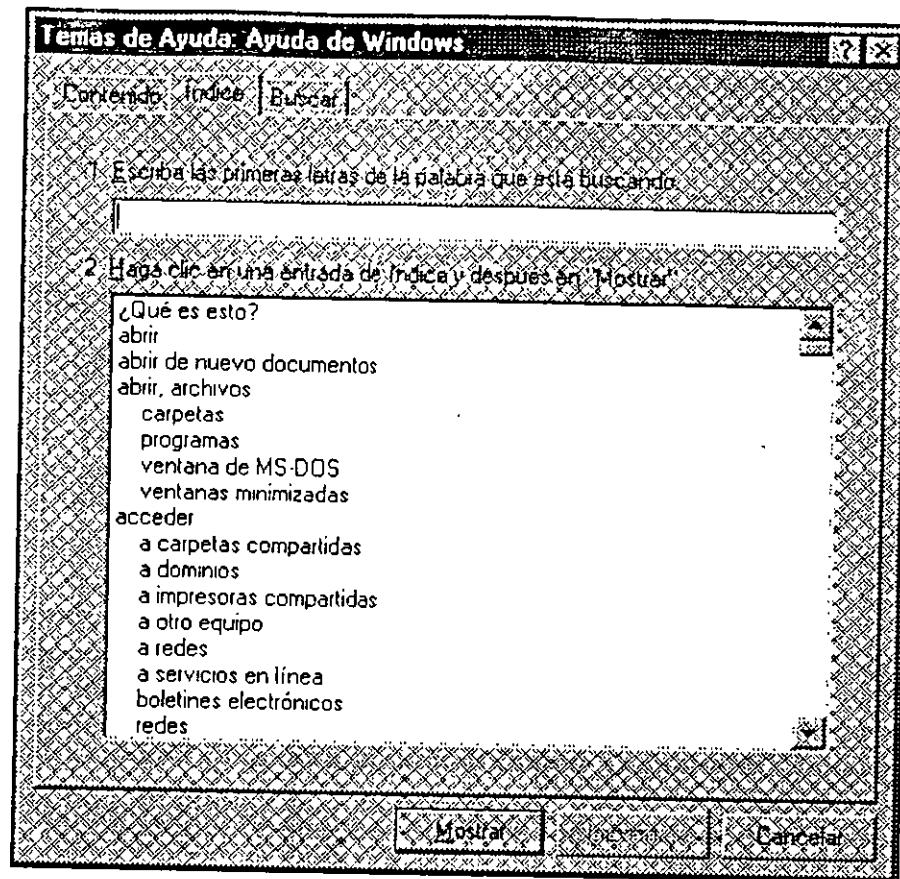 Temas de Ayuda: Ayuda de Windows
Contenido Índice Buscar
1 Escriba las primeras letras de la palabra que está buscando.
2 Haga clic en una entrada de índice y después en "Mostrar"
¿Qué es esto?
abrir
abrir de nuevo documentos
abrir, archivos
carpetas
programas
ventana de MS-DOS
ventanas minimizadas
acceder
a carpetas compartidas
a dominios
a impresoras compartidas
a otro equipo
a redes
a servicios en línea
boletines electrónicos
redes
Mostrar Cancelar